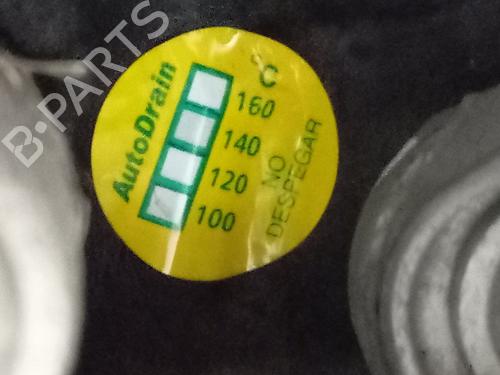 B-PARTS
AutoDrain
°C
160
140
120
100
NO
DESPEGAR